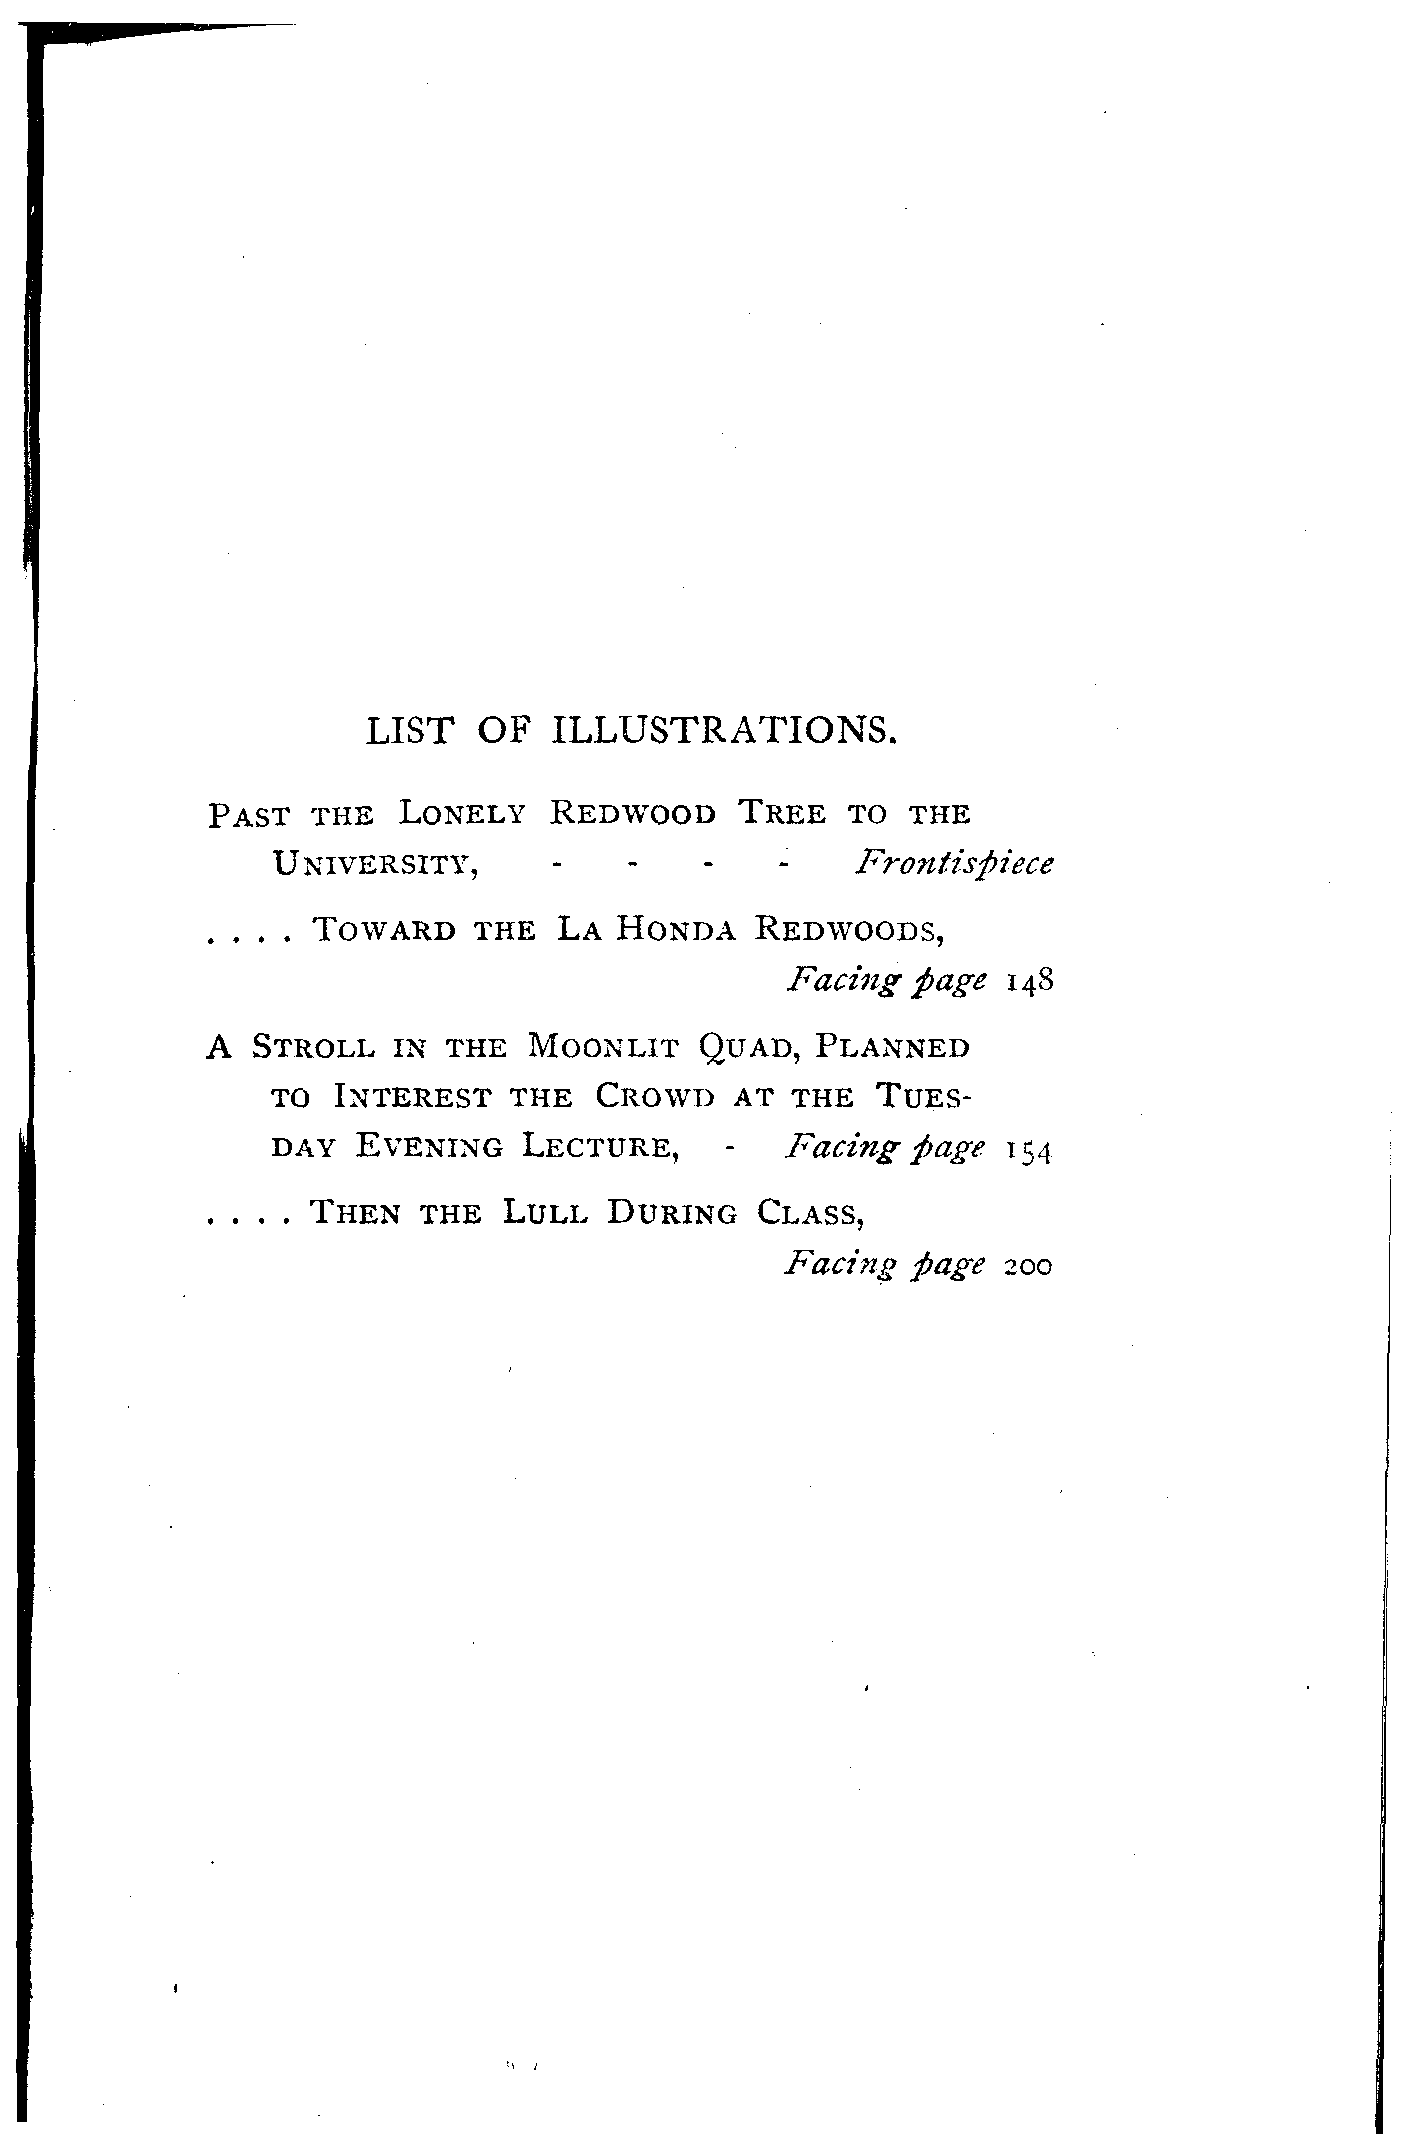 LIST OF ILLUSTRATIONS.
PAST THE LONELY REDWOOD TREE TO THE
UNIVERSITY, - - - - Frontispiece
. . . . TOWARD THE LA HONDA REDWOODS,
Facing page 148
A STROLL IN THE MOONLIT QUAD, PLANNED
TO INTEREST THE CROWD AT THE TUES-
DAY EVENING LECTURE, - Facing page 154
. . . . THEN THE LULL DURING CLASS,
Facing page 200